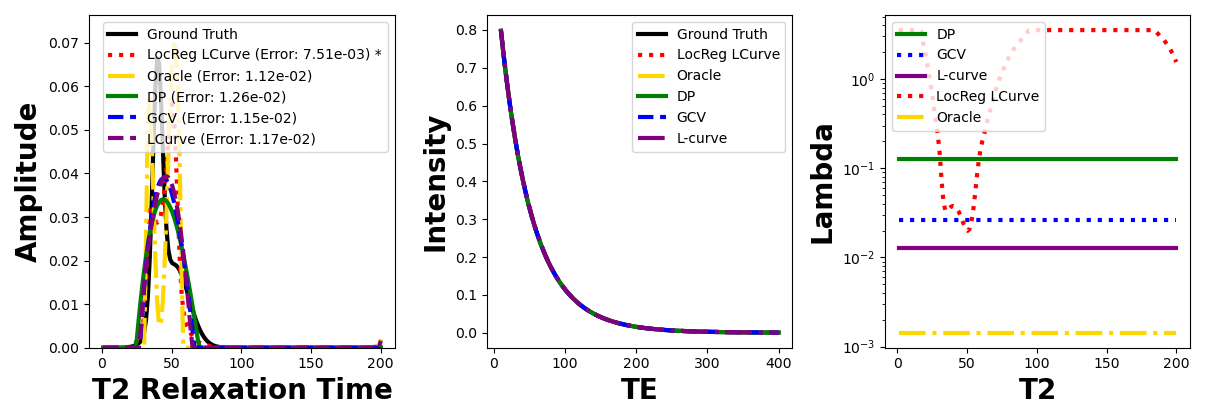 Amplitude
0.07
0.06
0.05
0.04
0.03
0.02
0.01
0.00
Ground Truth
LocReg LCurve (Error: 7.51e-03) *
Oracle (Error: 1.12e-02)
DP (Error: 1.26e-02)
GCV (Error: 1.15e-02)
LCurve (Error: 1.17e-02)
0 50 100 150 200
T2 Relaxation Time
Intensity
0.8
0.7
0.6
0.5
0.4
0.3
0.2
0.1
0.0
Ground Truth
LocReg LCurve
Oracle
DP
GCV
L-curve
0 100 200 300 400
TE
Lambda
10⁰
10⁻¹
10⁻²
10⁻³
DP
GCV
L-curve
LocReg LCurve
Oracle
0 50 100 150 200
T2